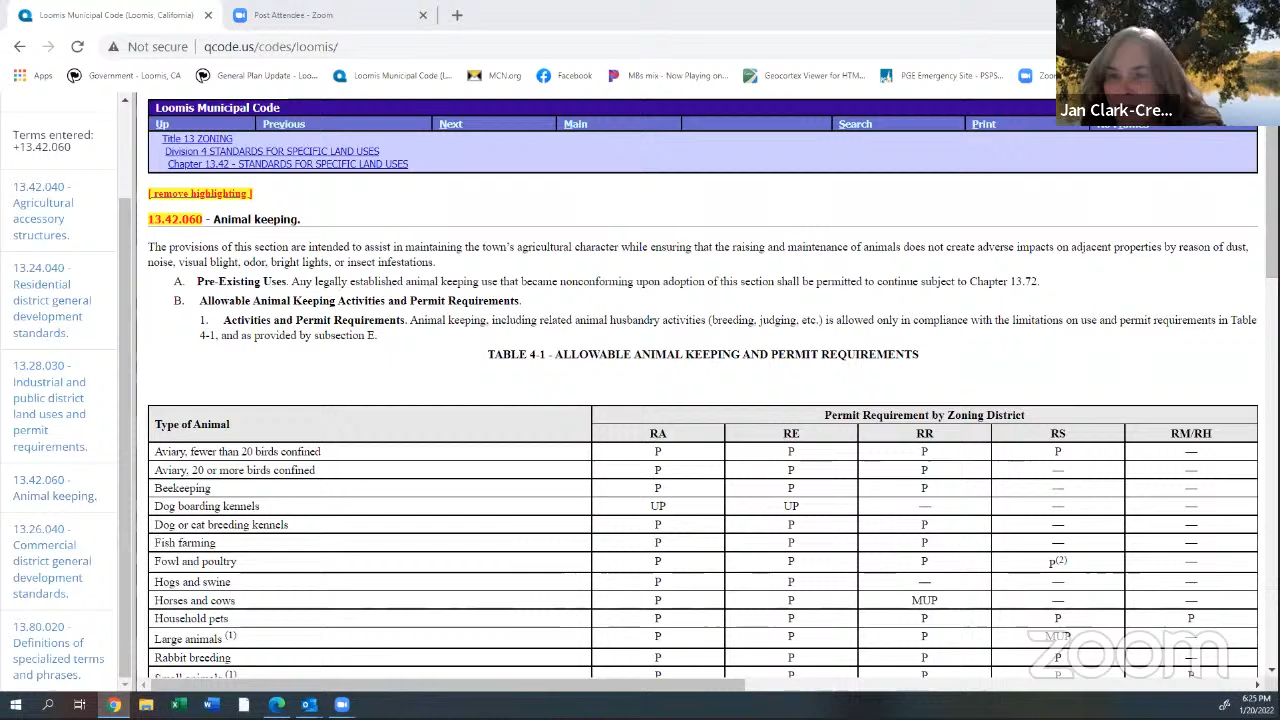 Loomis Municipal Code (Loomis, California)
Post Attendee - Zoom
Not secure
qcode.us/codes/loomis/
Apps
Government - Loomis, CA
General Plan Update - Loo...
Loomis Municipal Code (L...
MCN.org
Facebook
MBs mix - Now Playing on...
Geocortex Viewer for HTM...
PGE Emergency Site - PSPS...
Jan Clark-Cre...
Terms entered:
+13.42.060
13.42.040 -
Agricultural
accessory
structures.
13.24.040 -
Residential
district general
development
standards.
13.28.030 -
Industrial and
public district
land uses and
permit
requirements.
13.42.060 -
Animal keeping.
13.26.040 -
Commercial
district general
development
standards.
13.80.020 -
Definitions of
specialized terms
and phrases.
Loomis Municipal Code
Up Previous Next Main Search Print No Frames
Title 13 ZONING
Division 4 STANDARDS FOR SPECIFIC LAND USES
Chapter 13.42 - STANDARDS FOR SPECIFIC LAND USES
[ remove highlighting ]
13.42.060 - Animal keeping.
The provisions of this section are intended to assist in maintaining the town's agricultural character while ensuring that the raising and maintenance of animals does not create adverse impacts on adjacent properties by reason of dust,
noise, visual blight, odor, bright lights, or insect infestations.
A. Pre-Existing Uses. Any legally established animal keeping use that became nonconforming upon adoption of this section shall be permitted to continue subject to Chapter 13.72.
B. Allowable Animal Keeping Activities and Permit Requirements.
1. Activities and Permit Requirements. Animal keeping, including related animal husbandry activities (breeding, judging, etc.) is allowed only in compliance with the limitations on use and permit requirements in Table
4-1, and as provided by subsection E.
TABLE 4-1 - ALLOWABLE ANIMAL KEEPING AND PERMIT REQUIREMENTS
Type of Animal
Permit Requirement by Zoning District
RA RE RR RS RM/RH
Aviary, fewer than 20 birds confined P P P P —
Aviary, 20 or more birds confined P P P — —
Beekeeping P P P — —
Dog boarding kennels UP UP — — —
Dog or cat breeding kennels P P P — —
Fish farming P P P — —
Fowl and poultry P P P P(2) —
Hogs and swine P P — — —
Horses and cows P P MUP — —
Household pets P P P P P
Large animals (1) P P P MUP —
Rabbit breeding P P P P —
Small animals (1) P P P P P
zoom
6:25 PM
1/20/2022